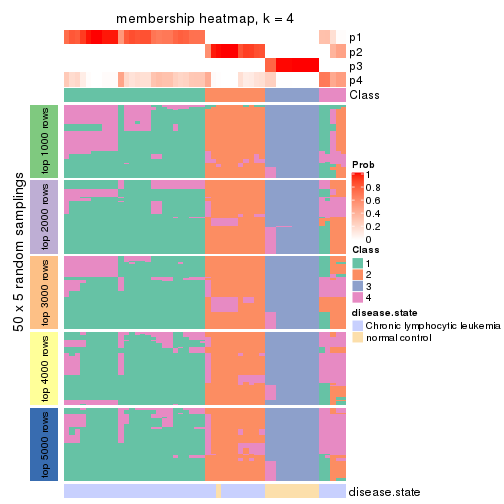 membership heatmap, k = 4
p1
p2
p3
p4
Class
50 x 5 random samplings
top 1000 rows
top 2000 rows
top 3000 rows
top 4000 rows
top 5000 rows
Prob
1
0.8
0.6
0.4
0.2
0
Class
1
2
3
4
disease.state
Chronic lymphocytic leukemia
normal control
disease.state